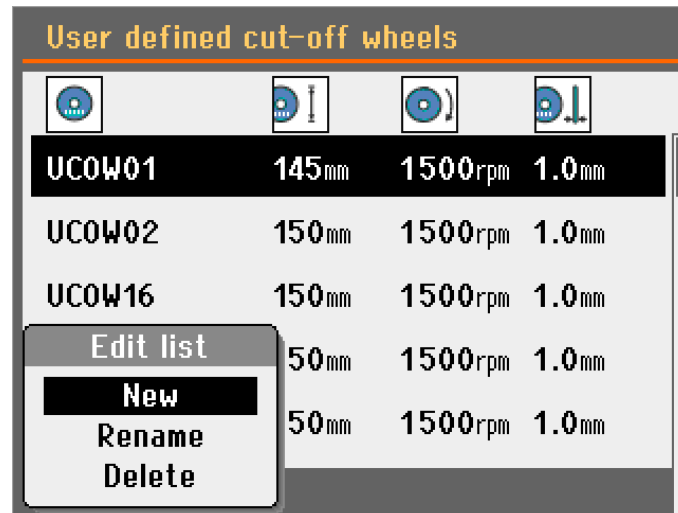 User defined cut-off wheels
UCOW01 145mm 1500rpm 1.0mm
UCOW02 150mm 1500rpm 1.0mm
UCOW16 150mm 1500rpm 1.0mm
Edit list
50mm 1500rpm 1.0mm
New
50mm 1500rpm 1.0mm
Rename
Delete